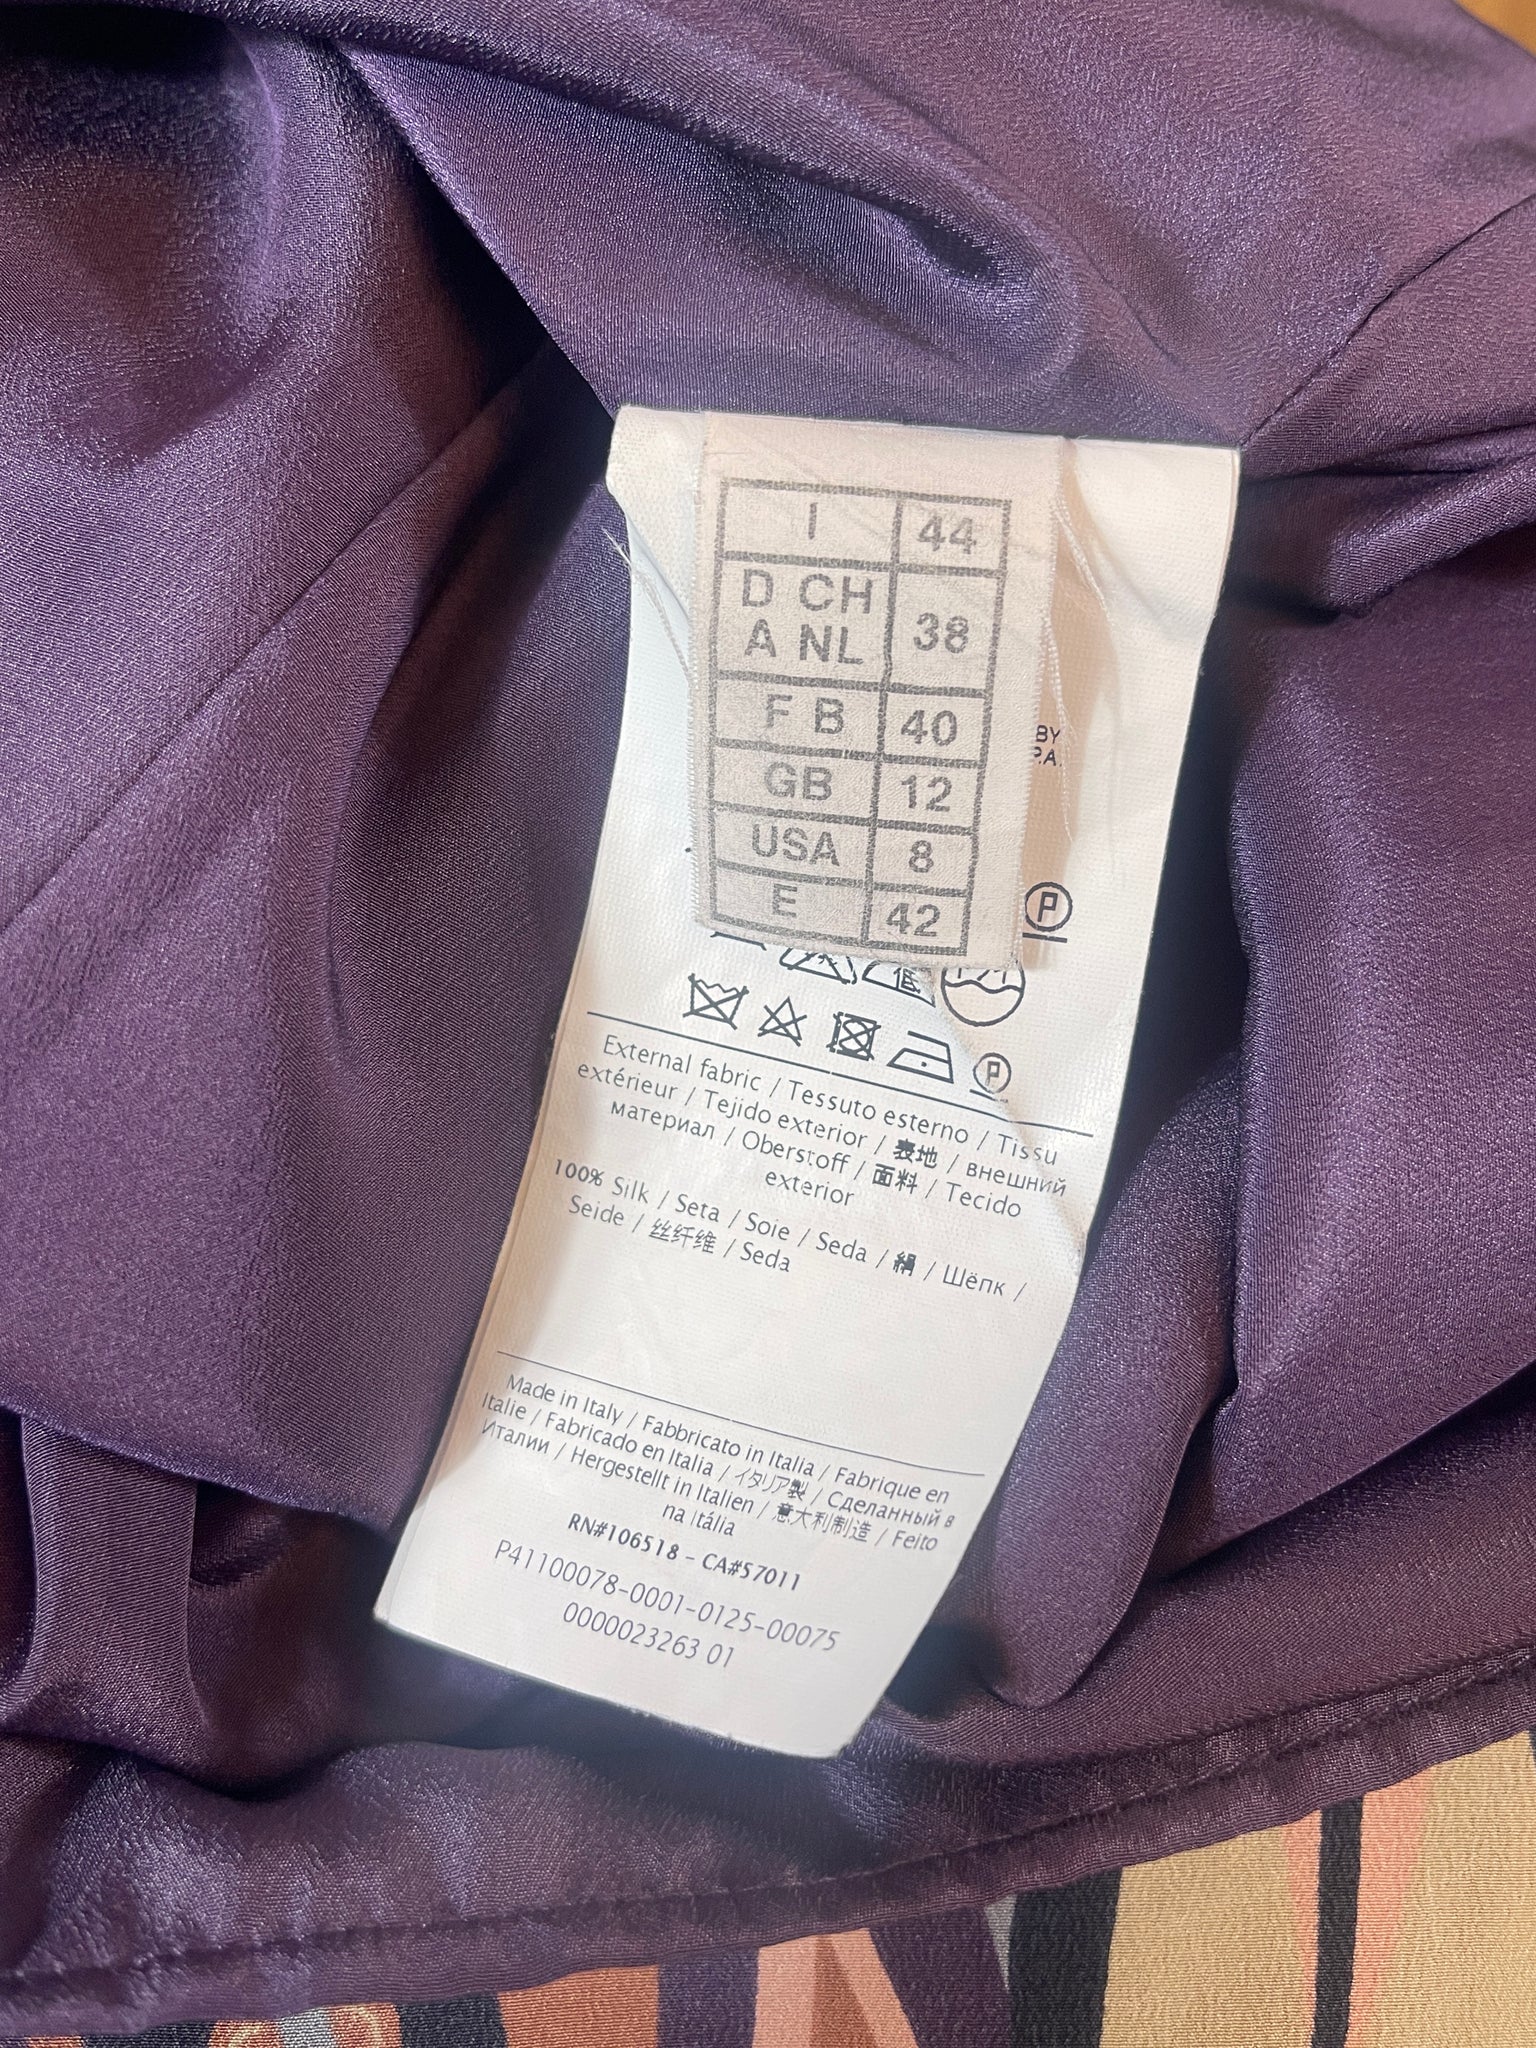 I 44
D CH
A NL 38
F B 40
GB 12
USA 8
E 42
BY
P.A.
P
P
External fabric / Tessuto esterno / Tissu
extérieur / Tejido exterior / 表地 / внешний
материал / Oberstoff / 面料 / Tecido
exterior
100% Silk / Seta / Soie / Seda / 絹 / Шёпк /
Seide / 丝纤维 / Seda
Made in Italy / Fabbricato in Italia / Fabrique en
Italie / Fabricado en Italia / イタリア製 / Сделанный в
Италии / Hergestellt in Italien / 意大利制造 / Feito
na Itália
RN#106518 - CA#57011
P41100078-0001-0125-00075
0000023263 01